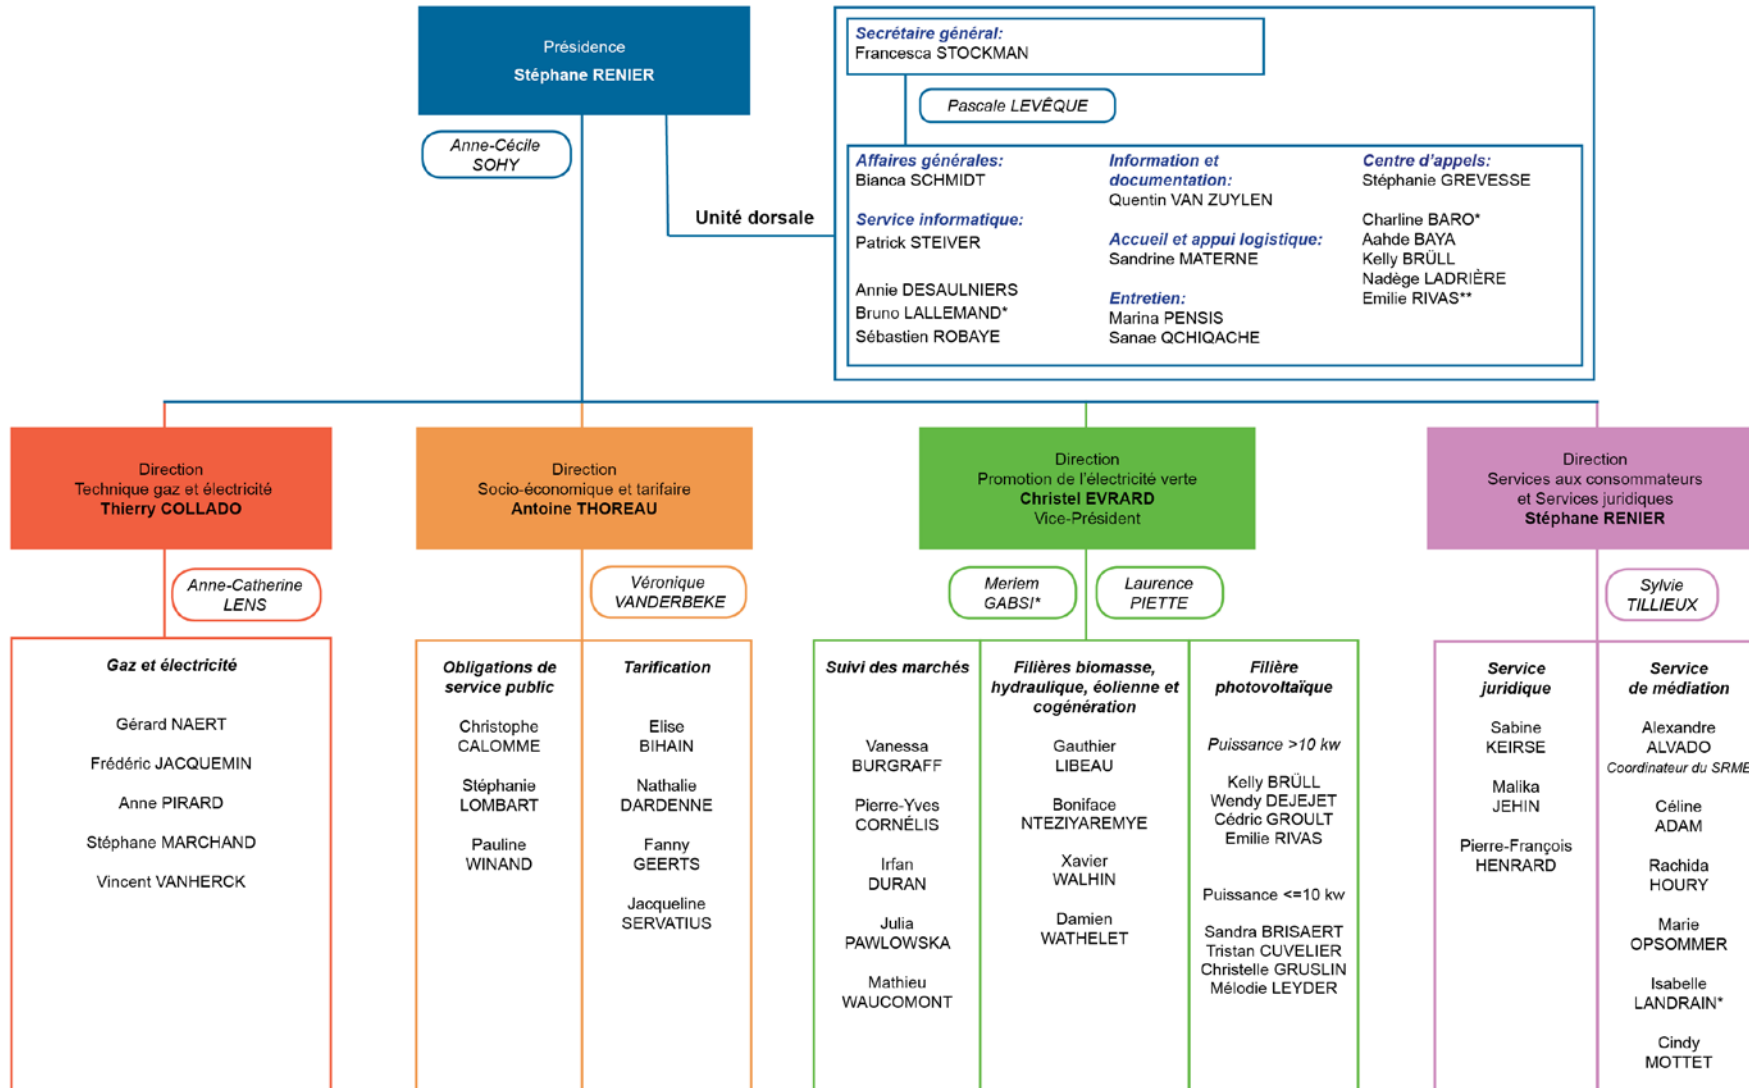 Présidence
Stéphane RENIER
Anne-Cécile
SOHY
Unité dorsale
Secrétaire général:
Francesca STOCKMAN
Pascale LEVÊQUE
Affaires générales:
Bianca SCHMIDT
Service informatique:
Patrick STEIVER
Annie DESAULNIERS
Bruno LALLEMAND*
Sébastien ROBAYE
Information et
documentation:
Quentin VAN ZUYLEN
Accueil et appui logistique:
Sandrine MATERNE
Entretien:
Marina PENSIS
Sanae QCHIQACHE
Centre d'appels:
Stéphanie GREVESSE
Charline BARO*
Aahde BAYA
Kelly BRÜLL
Nadège LADRIÈRE
Emilie RIVAS**
Direction
Technique gaz et électricité
Thierry COLLADO
Anne-Catherine
LENS
Gaz et électricité
Gérard NAERT
Frédéric JACQUEMIN
Anne PIRARD
Stéphane MARCHAND
Vincent VANHERCK
Direction
Socio-économique et tarifaire
Antoine THOREAU
Véronique
VANDERBEKE
Obligations de
service public
Christophe
CALOMME
Stéphanie
LOMBART
Pauline
WINAND
Tarification
Elise
BIHAIN
Nathalie
DARDENNE
Fanny
GEERTS
Jacqueline
SERVATIUS
Direction
Promotion de l'électricité verte
Christel EVRARD
Vice-Président
Meriem
GABSI*
Laurence
PIETTE
Suivi des marchés
Vanessa
BURGRAFF
Pierre-Yves
CORNÉLIS
Irfan
DURAN
Julia
PAWLOWSKA
Mathieu
WAUCOMONT
Filières biomasse,
hydraulique, éolienne et
cogénération
Gauthier
LIBEAU
Boniface
NTEZIYAREMYE
Xavier
WALHIN
Damien
WATHELET
Filière
photovoltaïque
Puissance >10 kw
Kelly BRÜLL
Wendy DEJEJET
Cédric GROULT
Emilie RIVAS
Puissance <=10 kw
Sandra BRISAERT
Tristan CUVELIER
Christelle GRUSLIN
Mélodie LEYDER
Direction
Services aux consommateurs
et Services juridiques
Stéphane RENIER
Sylvie
TILLIEUX
Service
juridique
Sabine
KEIRSE
Malika
JEHIN
Pierre-François
HENRARD
Service
de médiation
Alexandre
ALVADO
Coordinateur du SRME
Céline
ADAM
Rachida
HOURY
Marie
OPSOMMER
Isabelle
LANDRAIN*
Cindy
MOTTET